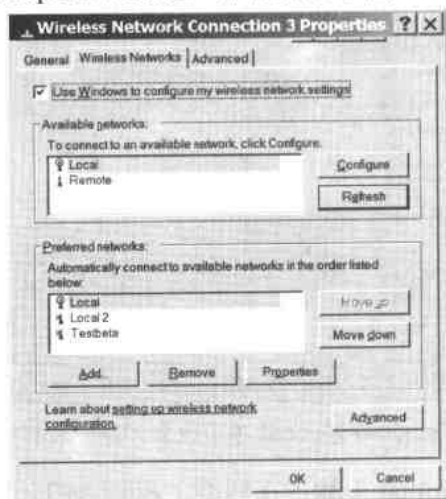 Wireless Network Connection 3 Properties ? X
General Wireless Networks Advanced
Use Windows to configure my wireless network settings
Available networks:
To connect to an available network, click Configure.
Local
Remote
Configure
Refresh
Preferred networks:
Automatically connect to available networks in the order listed
below:
Local
Local 2
Testbeta
Move up
Move down
Add... Remove Properties
Learn about setting up wireless network
configuration.
Advanced
OK Cancel